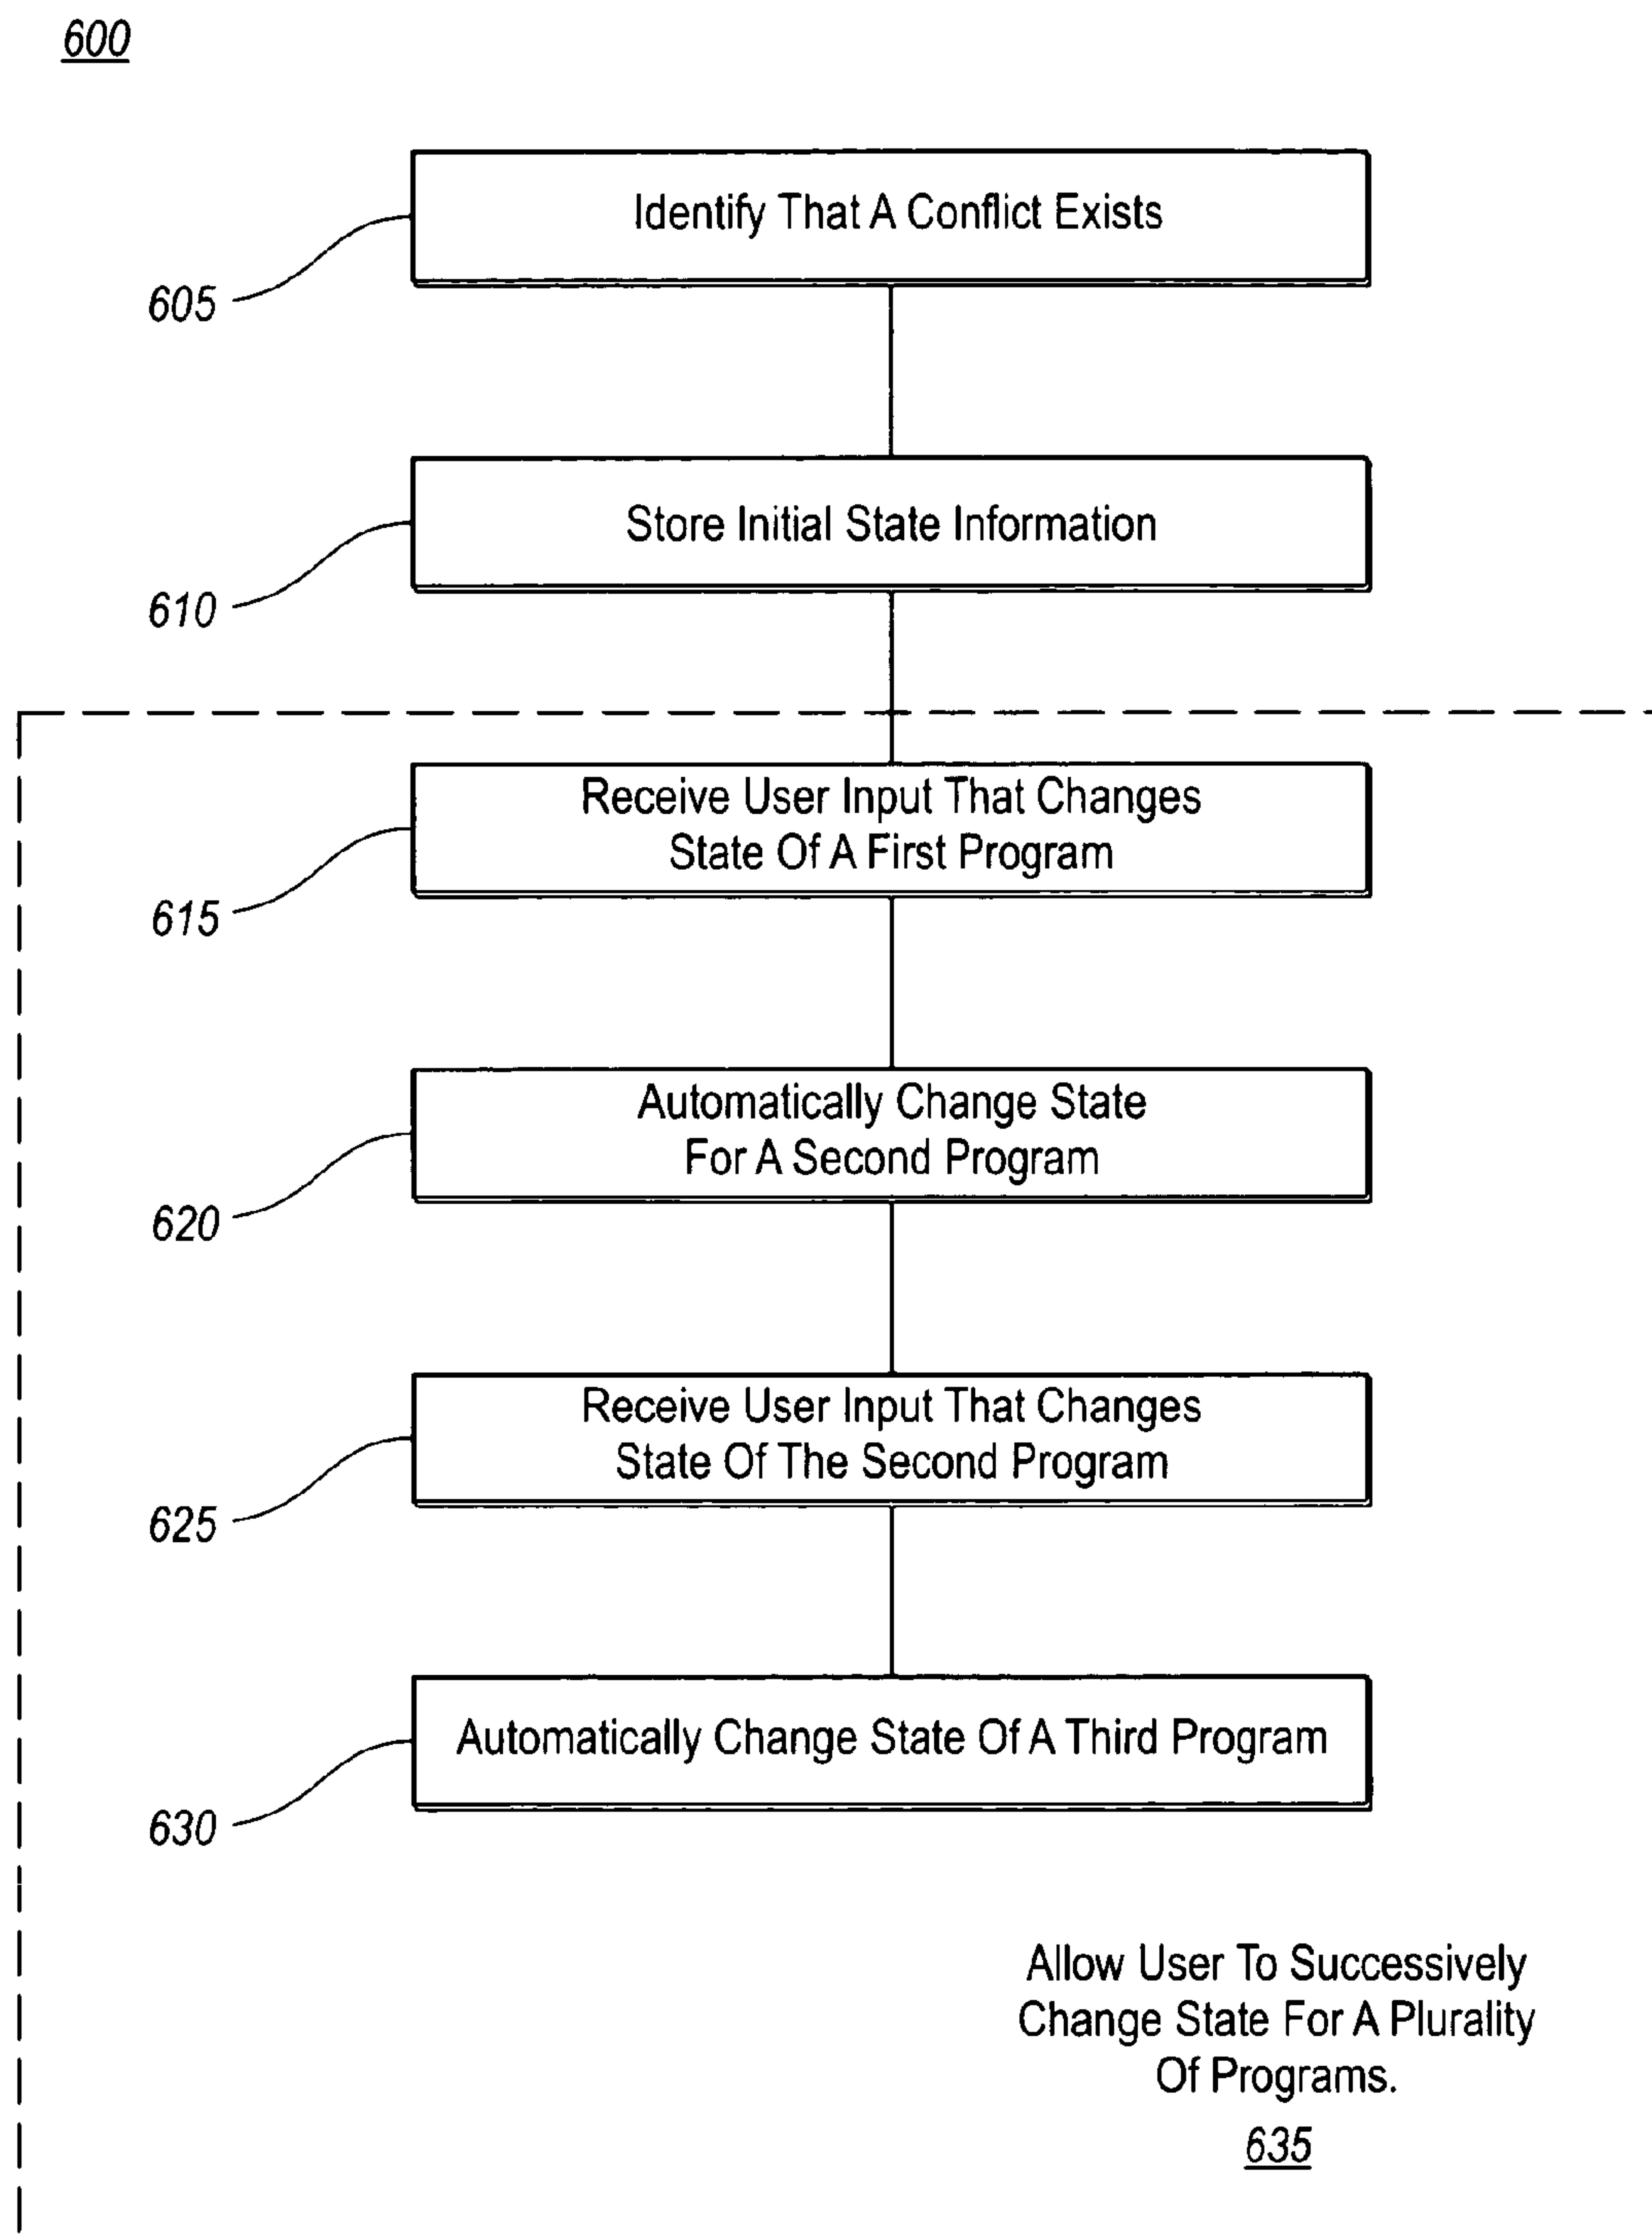 600
Identify That A Conflict Exists
605
Store Initial State Information
610
Receive User Input That Changes
State Of A First Program
615
Automatically Change State
For A Second Program
620
Receive User Input That Changes
State Of The Second Program
625
Automatically Change State Of A Third Program
630
Allow User To Successively
Change State For A Plurality
Of Programs.
635